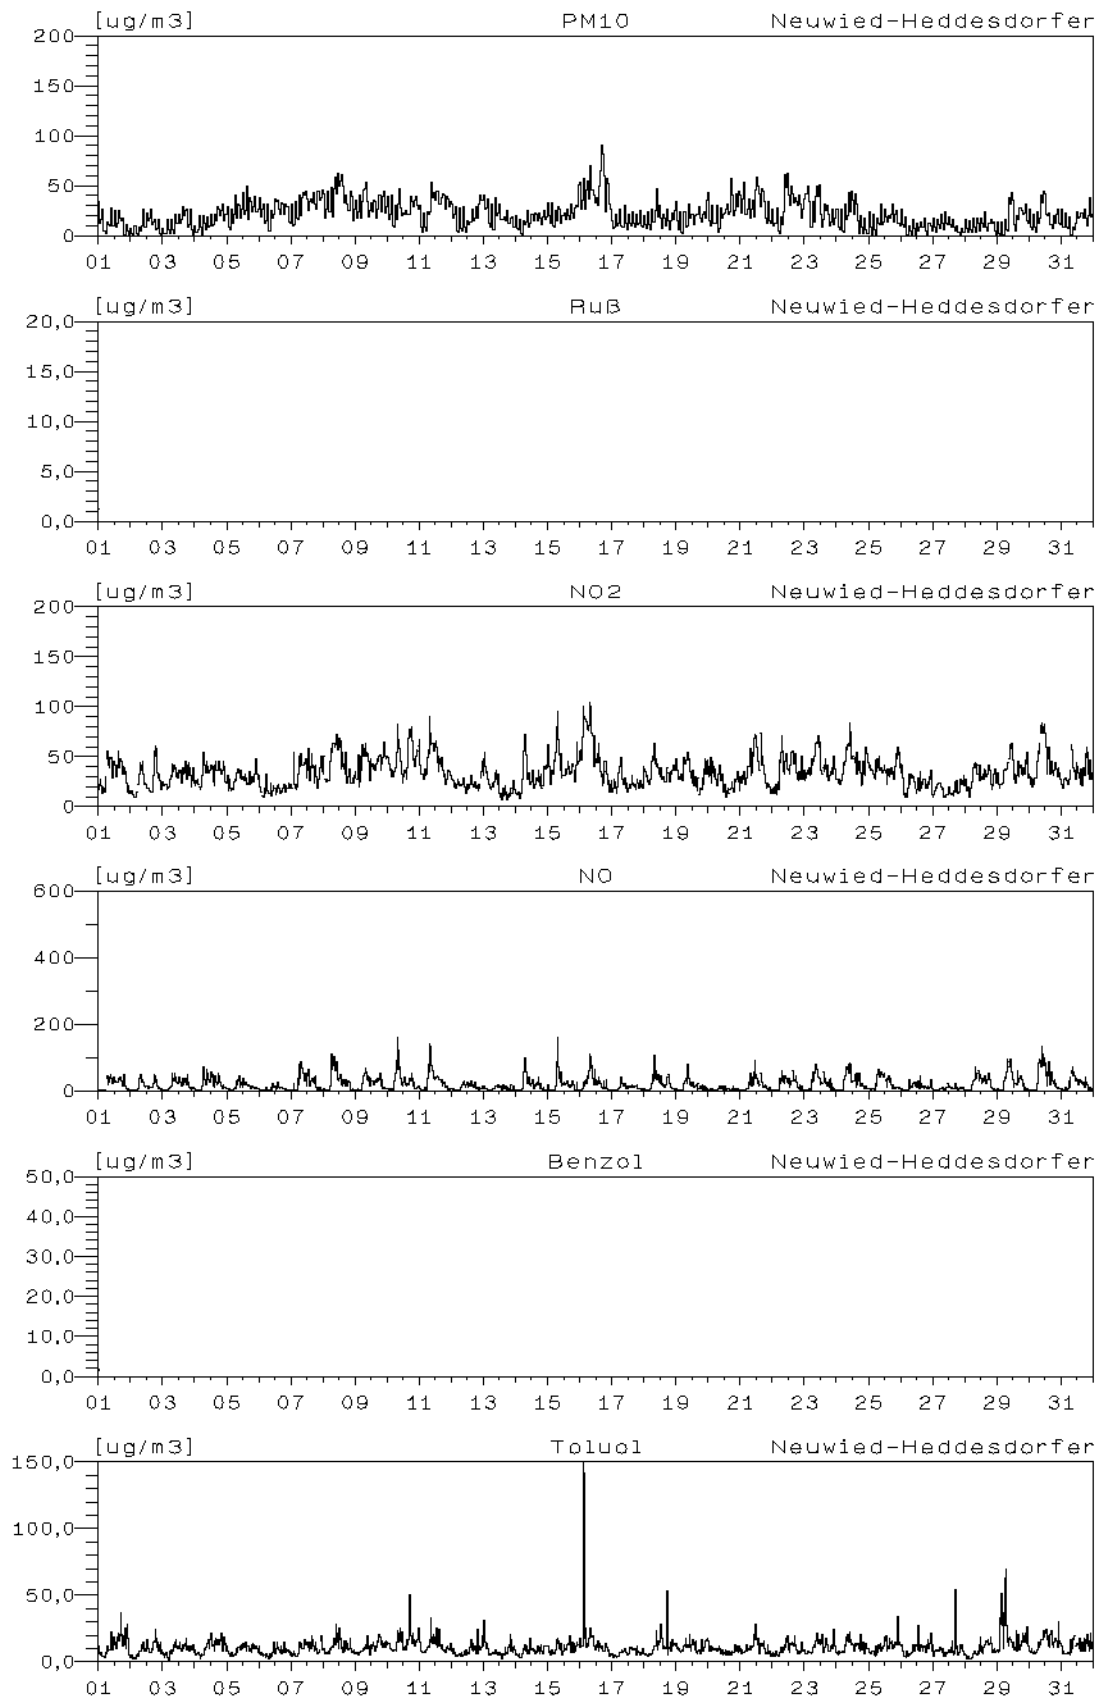 [ug/m3] PM10 Neuwied-Heddesdorfer
200
150
100
50
0
01 03 05 07 09 11 13 15 17 19 21 23 25 27 29 31
[ug/m3] Ruß Neuwied-Heddesdorfer
20,0
15,0
10,0
5,0
0,0
01 03 05 07 09 11 13 15 17 19 21 23 25 27 29 31
[ug/m3] NO2 Neuwied-Heddesdorfer
200
150
100
50
0
01 03 05 07 09 11 13 15 17 19 21 23 25 27 29 31
[ug/m3] NO Neuwied-Heddesdorfer
600
400
200
0
01 03 05 07 09 11 13 15 17 19 21 23 25 27 29 31
[ug/m3] Benzol Neuwied-Heddesdorfer
50,0
40,0
30,0
20,0
10,0
0,0
01 03 05 07 09 11 13 15 17 19 21 23 25 27 29 31
[ug/m3] Toluol Neuwied-Heddesdorfer
150,0
100,0
50,0
0,0
01 03 05 07 09 11 13 15 17 19 21 23 25 27 29 31